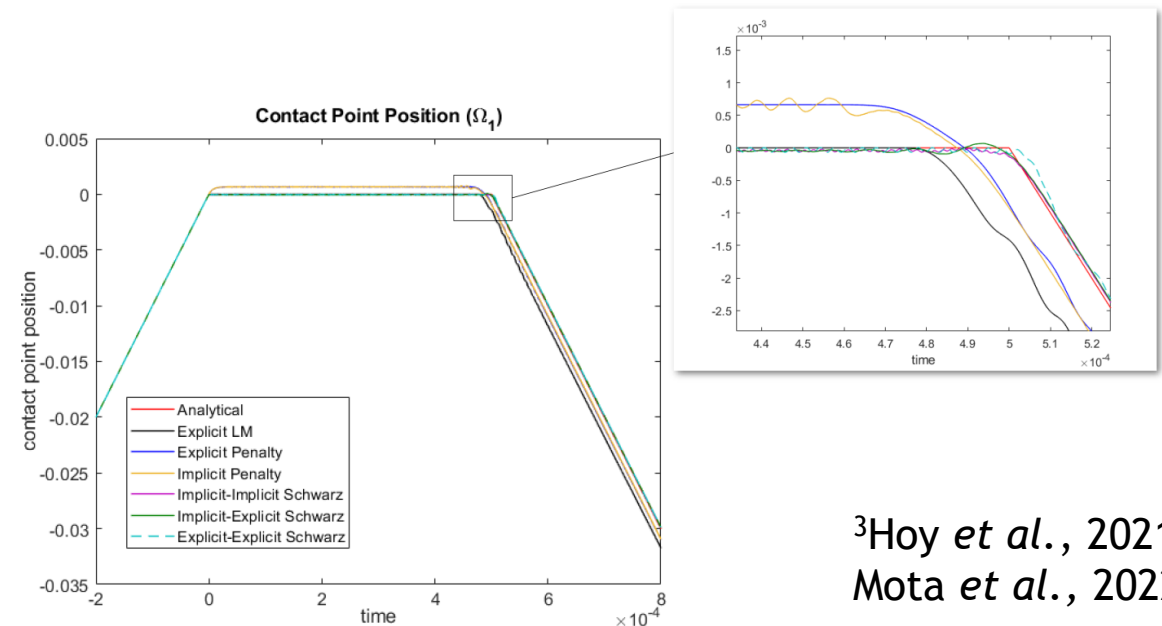 Contact Point Position (Ω₁)
contact point position
0.005
0
-0.005
-0.01
-0.015
-0.02
-0.025
-0.03
-0.035
Analytical
Explicit LM
Explicit Penalty
Implicit Penalty
Implicit-Implicit Schwarz
Implicit-Explicit Schwarz
Explicit-Explicit Schwarz
-2 0 2 4 6 8
time
×10⁻⁴
×10⁻³
1.5
1
0.5
0
-0.5
-1
-1.5
-2
-2.5
4.4 4.5 4.6 4.7 4.8 4.9 5 5.1 5.2
time
×10⁻⁴
³Hoy et al., 2021
Mota et al., 202